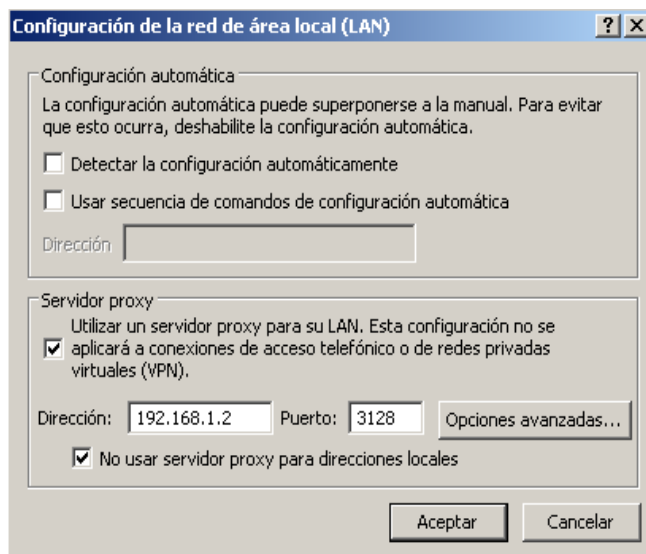 Configuración de la red de área local (LAN)
Configuración automática
La configuración automática puede superponerse a la manual. Para evitar
que esto ocurra, deshabilite la configuración automática.
Detectar la configuración automáticamente
Usar secuencia de comandos de configuración automática
Dirección
Servidor proxy
Utilizar un servidor proxy para su LAN. Esta configuración no se
aplicará a conexiones de acceso telefónico o de redes privadas
virtuales (VPN).
Dirección: 192.168.1.2 Puerto: 3128 Opciones avanzadas...
No usar servidor proxy para direcciones locales
Aceptar Cancelar